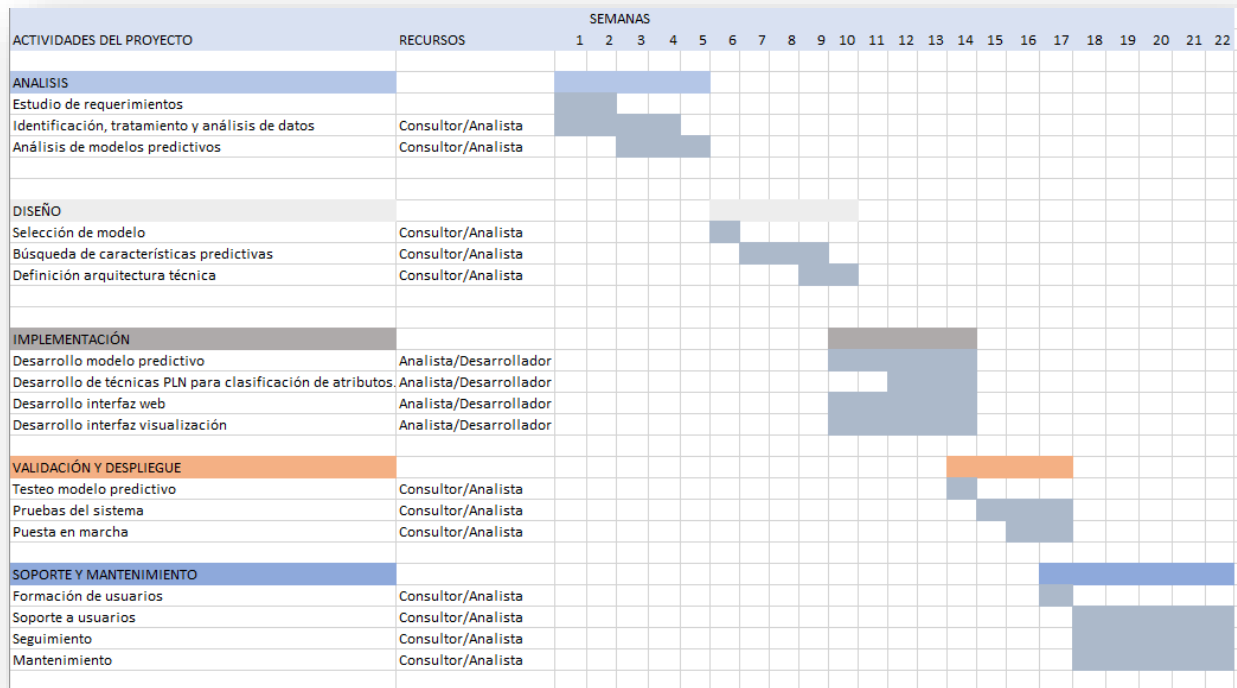 SEMANAS
ACTIVIDADES DEL PROYECTO RECURSOS 1 2 3 4 5 6 7 8 9 10 11 12 13 14 15 16 17 18 19 20 21 22
ANALISIS
Estudio de requerimientos
Identificación, tratamiento y análisis de datos Consultor/Analista
Análisis de modelos predictivos Consultor/Analista
DISEÑO
Selección de modelo Consultor/Analista
Búsqueda de características predictivas Consultor/Analista
Definición arquitectura técnica Consultor/Analista
IMPLEMENTACIÓN
Desarrollo modelo predictivo Analista/Desarrollador
Desarrollo de técnicas PLN para clasificación de atributos. Analista/Desarrollador
Desarrollo interfaz web Analista/Desarrollador
Desarrollo interfaz visualización Analista/Desarrollador
VALIDACIÓN Y DESPLIEGUE
Testeo modelo predictivo Consultor/Analista
Pruebas del sistema Consultor/Analista
Puesta en marcha Consultor/Analista
SOPORTE Y MANTENIMIENTO
Formación de usuarios Consultor/Analista
Soporte a usuarios Consultor/Analista
Seguimiento Consultor/Analista
Mantenimiento Consultor/Analista